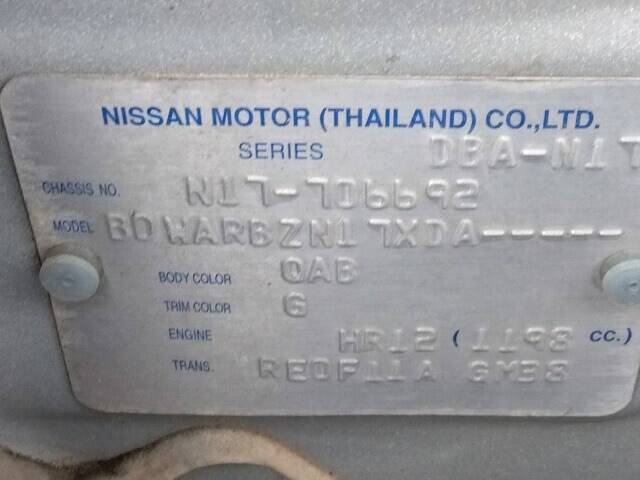 NISSAN MOTOR (THAILAND) CO.,LTD.
SERIES DBA-N17
CHASSIS NO. N17-706692
MODEL BDWARBZN17XDA-----
BODY COLOR QAB
TRIM COLOR G
ENGINE HR12 ( 1198 cc.)
TRANS. RE0F11A GM38